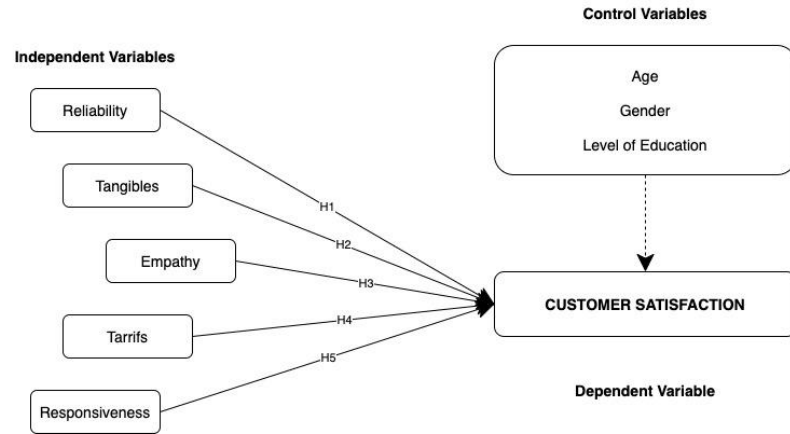 Control Variables
Independent Variables
Age
Gender
Level of Education
Reliability
Tangibles
Empathy
Tarrifs
Responsiveness
H1
H2
H3
H4
H5
CUSTOMER SATISFACTION
Dependent Variable